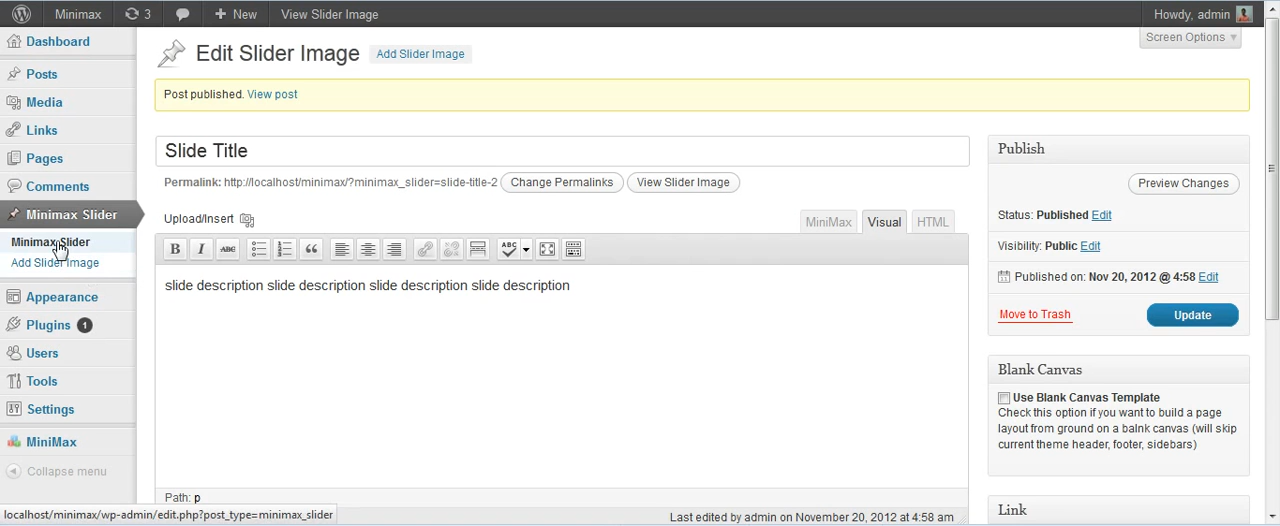 Minimax 3 + New View Slider Image Howdy, admin
Screen Options
Dashboard
Posts
Media
Links
Pages
Comments
Minimax Slider
Minimax Slider
Add Slider Image
Appearance
Plugins 1
Users
Tools
Settings
MiniMax
Collapse menu
Edit Slider Image Add Slider Image
Post published. View post
Slide Title
Permalink: http://localhost/minimax/?minimax_slider=slide-title-2 Change Permalinks View Slider Image
Upload/Insert MiniMax Visual HTML
B I ABC ABC
slide description slide description slide description slide description
Path: p
Last edited by admin on November 20, 2012 at 4:58 am
Publish
Preview Changes
Status: Published Edit
Visibility: Public Edit
Published on: Nov 20, 2012 @ 4:58 Edit
Move to Trash Update
Blank Canvas
Use Blank Canvas Template
Check this option if you want to build a page
layout from ground on a balnk canvas (will skip
current theme header, footer, sidebars)
Link
localhost/minimax/wp-admin/edit.php?post_type=minimax_slider